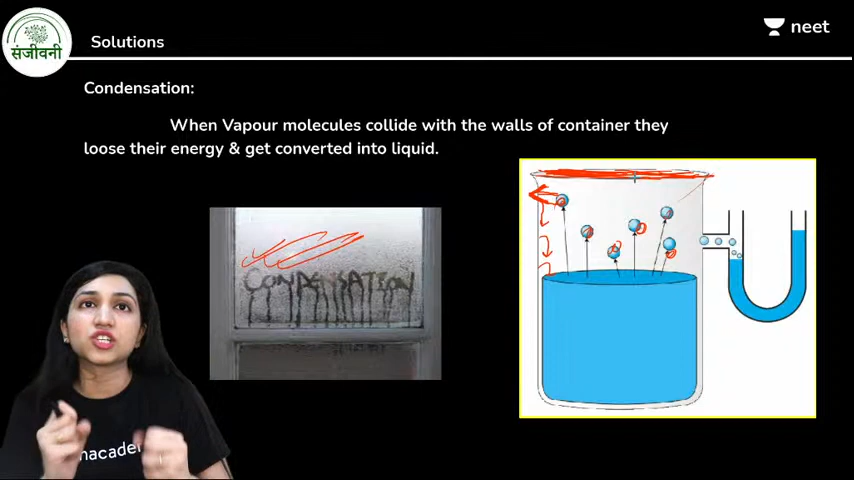 संजीवनी
Solutions
neet
Condensation:
When Vapour molecules collide with the walls of container they
loose their energy & get converted into liquid.
CONDENSATION
nacade